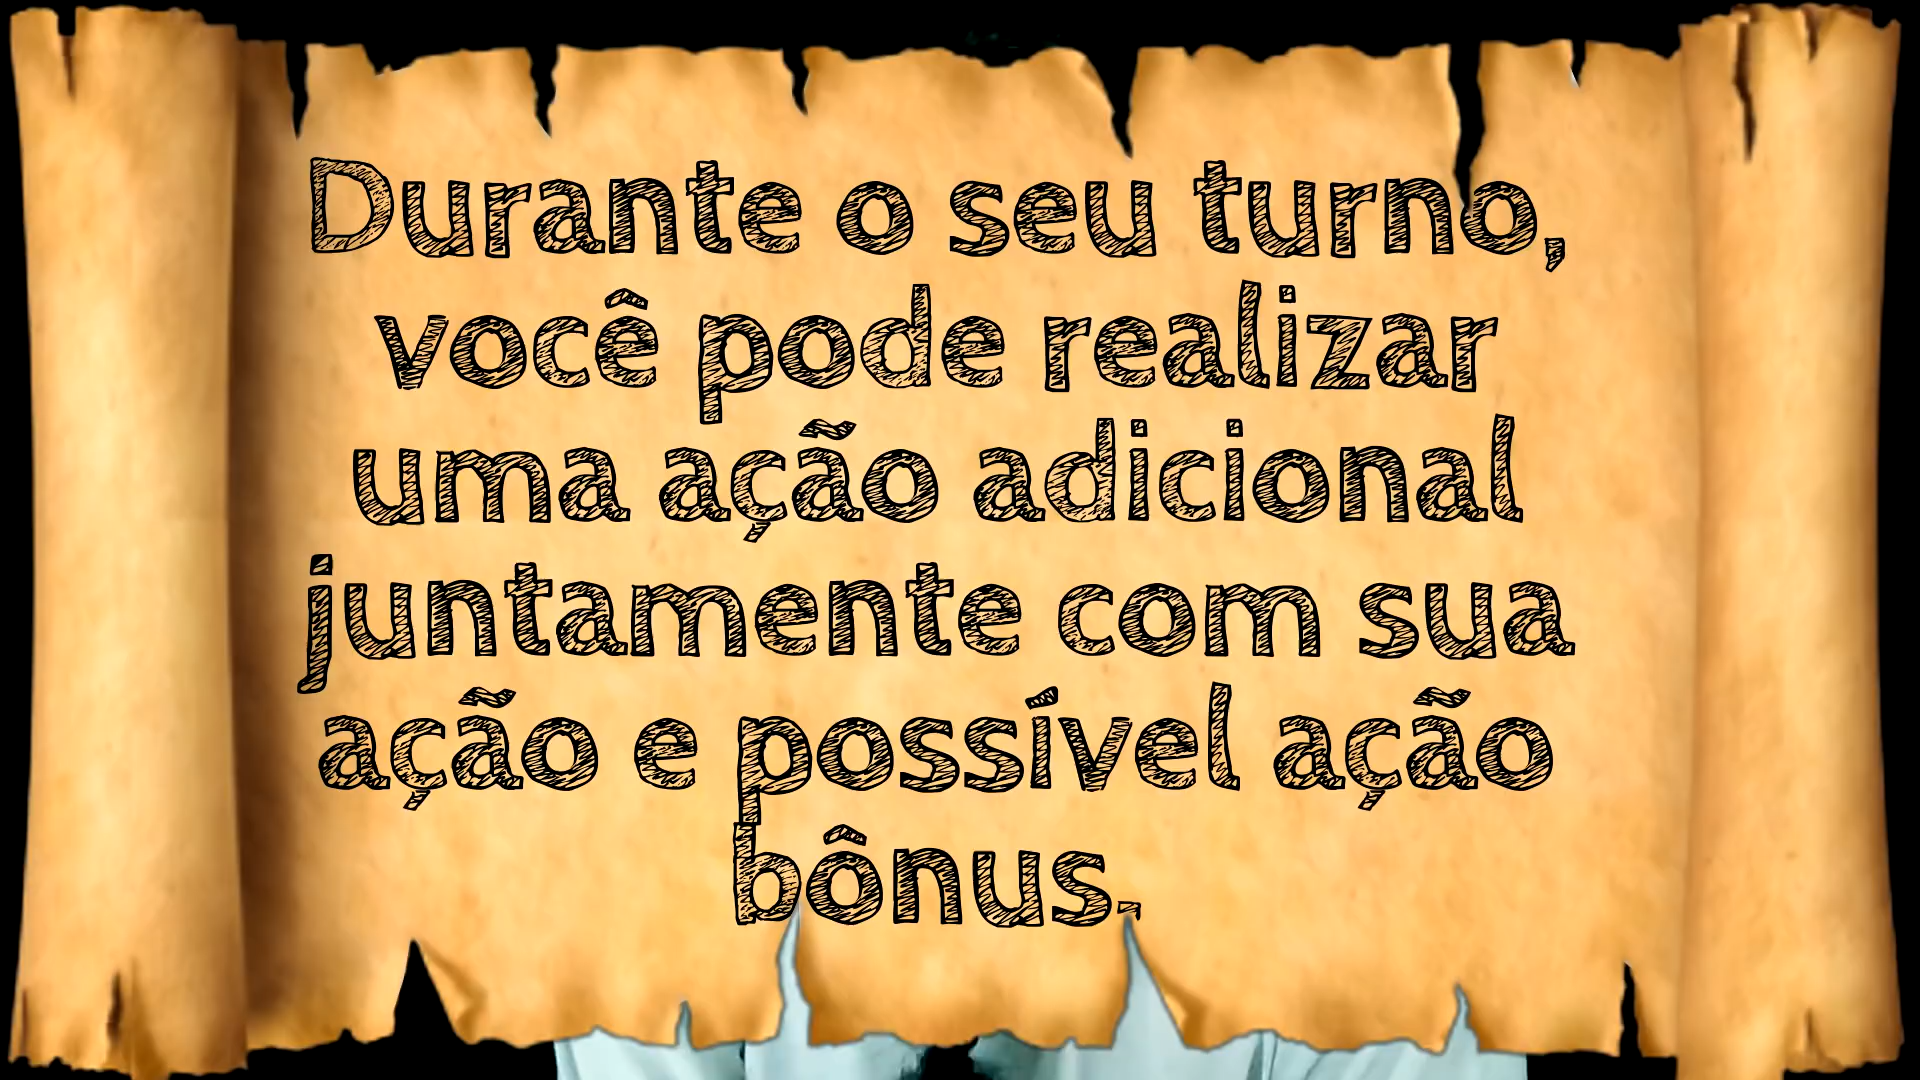 Durante o seu turno,
você pode realizar
uma ação adicional
juntamente com sua
ação e possível ação
bônus.